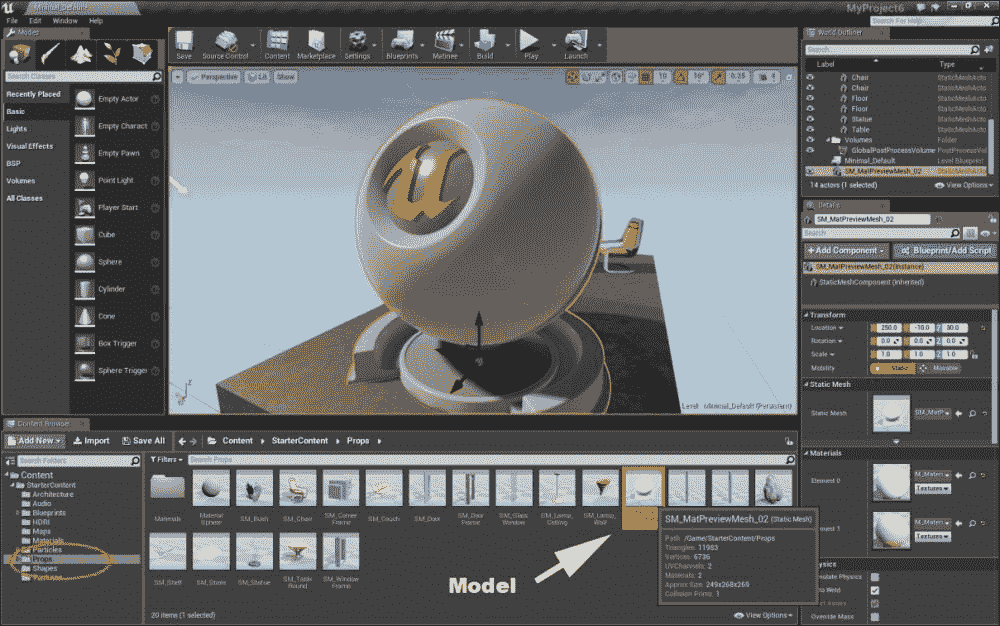 Minimal_Default
MyProject6
File Edit Window Help
Search For Help
Modes
Search Classes
Recently Placed
Basic
Lights
Visual Effects
BSP
Volumes
All Classes
Empty Actor
Empty Charact
Empty Pawn
Point Light
Player Start
Cube
Sphere
Cylinder
Cone
Box Trigger
Sphere Trigger
Save Source Control Content Marketplace Settings Blueprints Matinee Build Play Launch
Perspective Lit Show
10 10° 0.25 4
Level: Minimal_Default (Persistent)
World Outliner
Search
Label Type
Chair StaticMeshActo
Chair StaticMeshActo
Floor StaticMeshActo
Floor StaticMeshActo
Statue StaticMeshActo
Table StaticMeshActo
Volumes Folder
GlobalPostProcessVolume PostProcessVol
Minimal_Default Level Blueprint
SM_MatPreviewMesh_02 StaticMeshActo
14 actors (1 selected) View Options
Details
SM_MatPreviewMesh_02
Search
+ Add Component Blueprint/Add Script
SM_MatPreviewMesh_02(Instance)
StaticMeshComponent (Inherited)
Transform
Location 250.0 -10.0 30.0
Rotation 0.0 0.0 0.0
Scale 1.0 1.0 1.0
Mobility Static Movable
Static Mesh
Static Mesh SM_MatP
Materials
Element 0 M_Mater
Textures
ement 1 M_Mater
Textures
hysics
mulate Physics
uto Weld
Override Mass
Content Browser
Add New Import Save All Content StarterContent Props
Search Folders
Filters Search Props
Content
StarterContent
Architecture
Audio
Blueprints
HDRI
Maps
Materials
Particles
Props
Shapes
Materials
Material Sphere
SM_Bush
SM_Chair
SM_Corner Frame
SM_Couch
SM_Door
SM_Door Frame
SM_Glass Window
SM_Lamp_ Ceiling
SM_Lamp_ Wall
SM_Shelf
SM_Stairs
SM_Statue
SM_Table Round
SM_Window Frame
SM_MatPreviewMesh_02 (Static Mesh)
Path: /Game/StarterContent/Props
Triangles: 11983
Vertices: 6736
UVChannels: 2
Materials: 2
Approx Size: 249x268x268
Collision Prims: 1
Model
20 items (1 selected) View Options